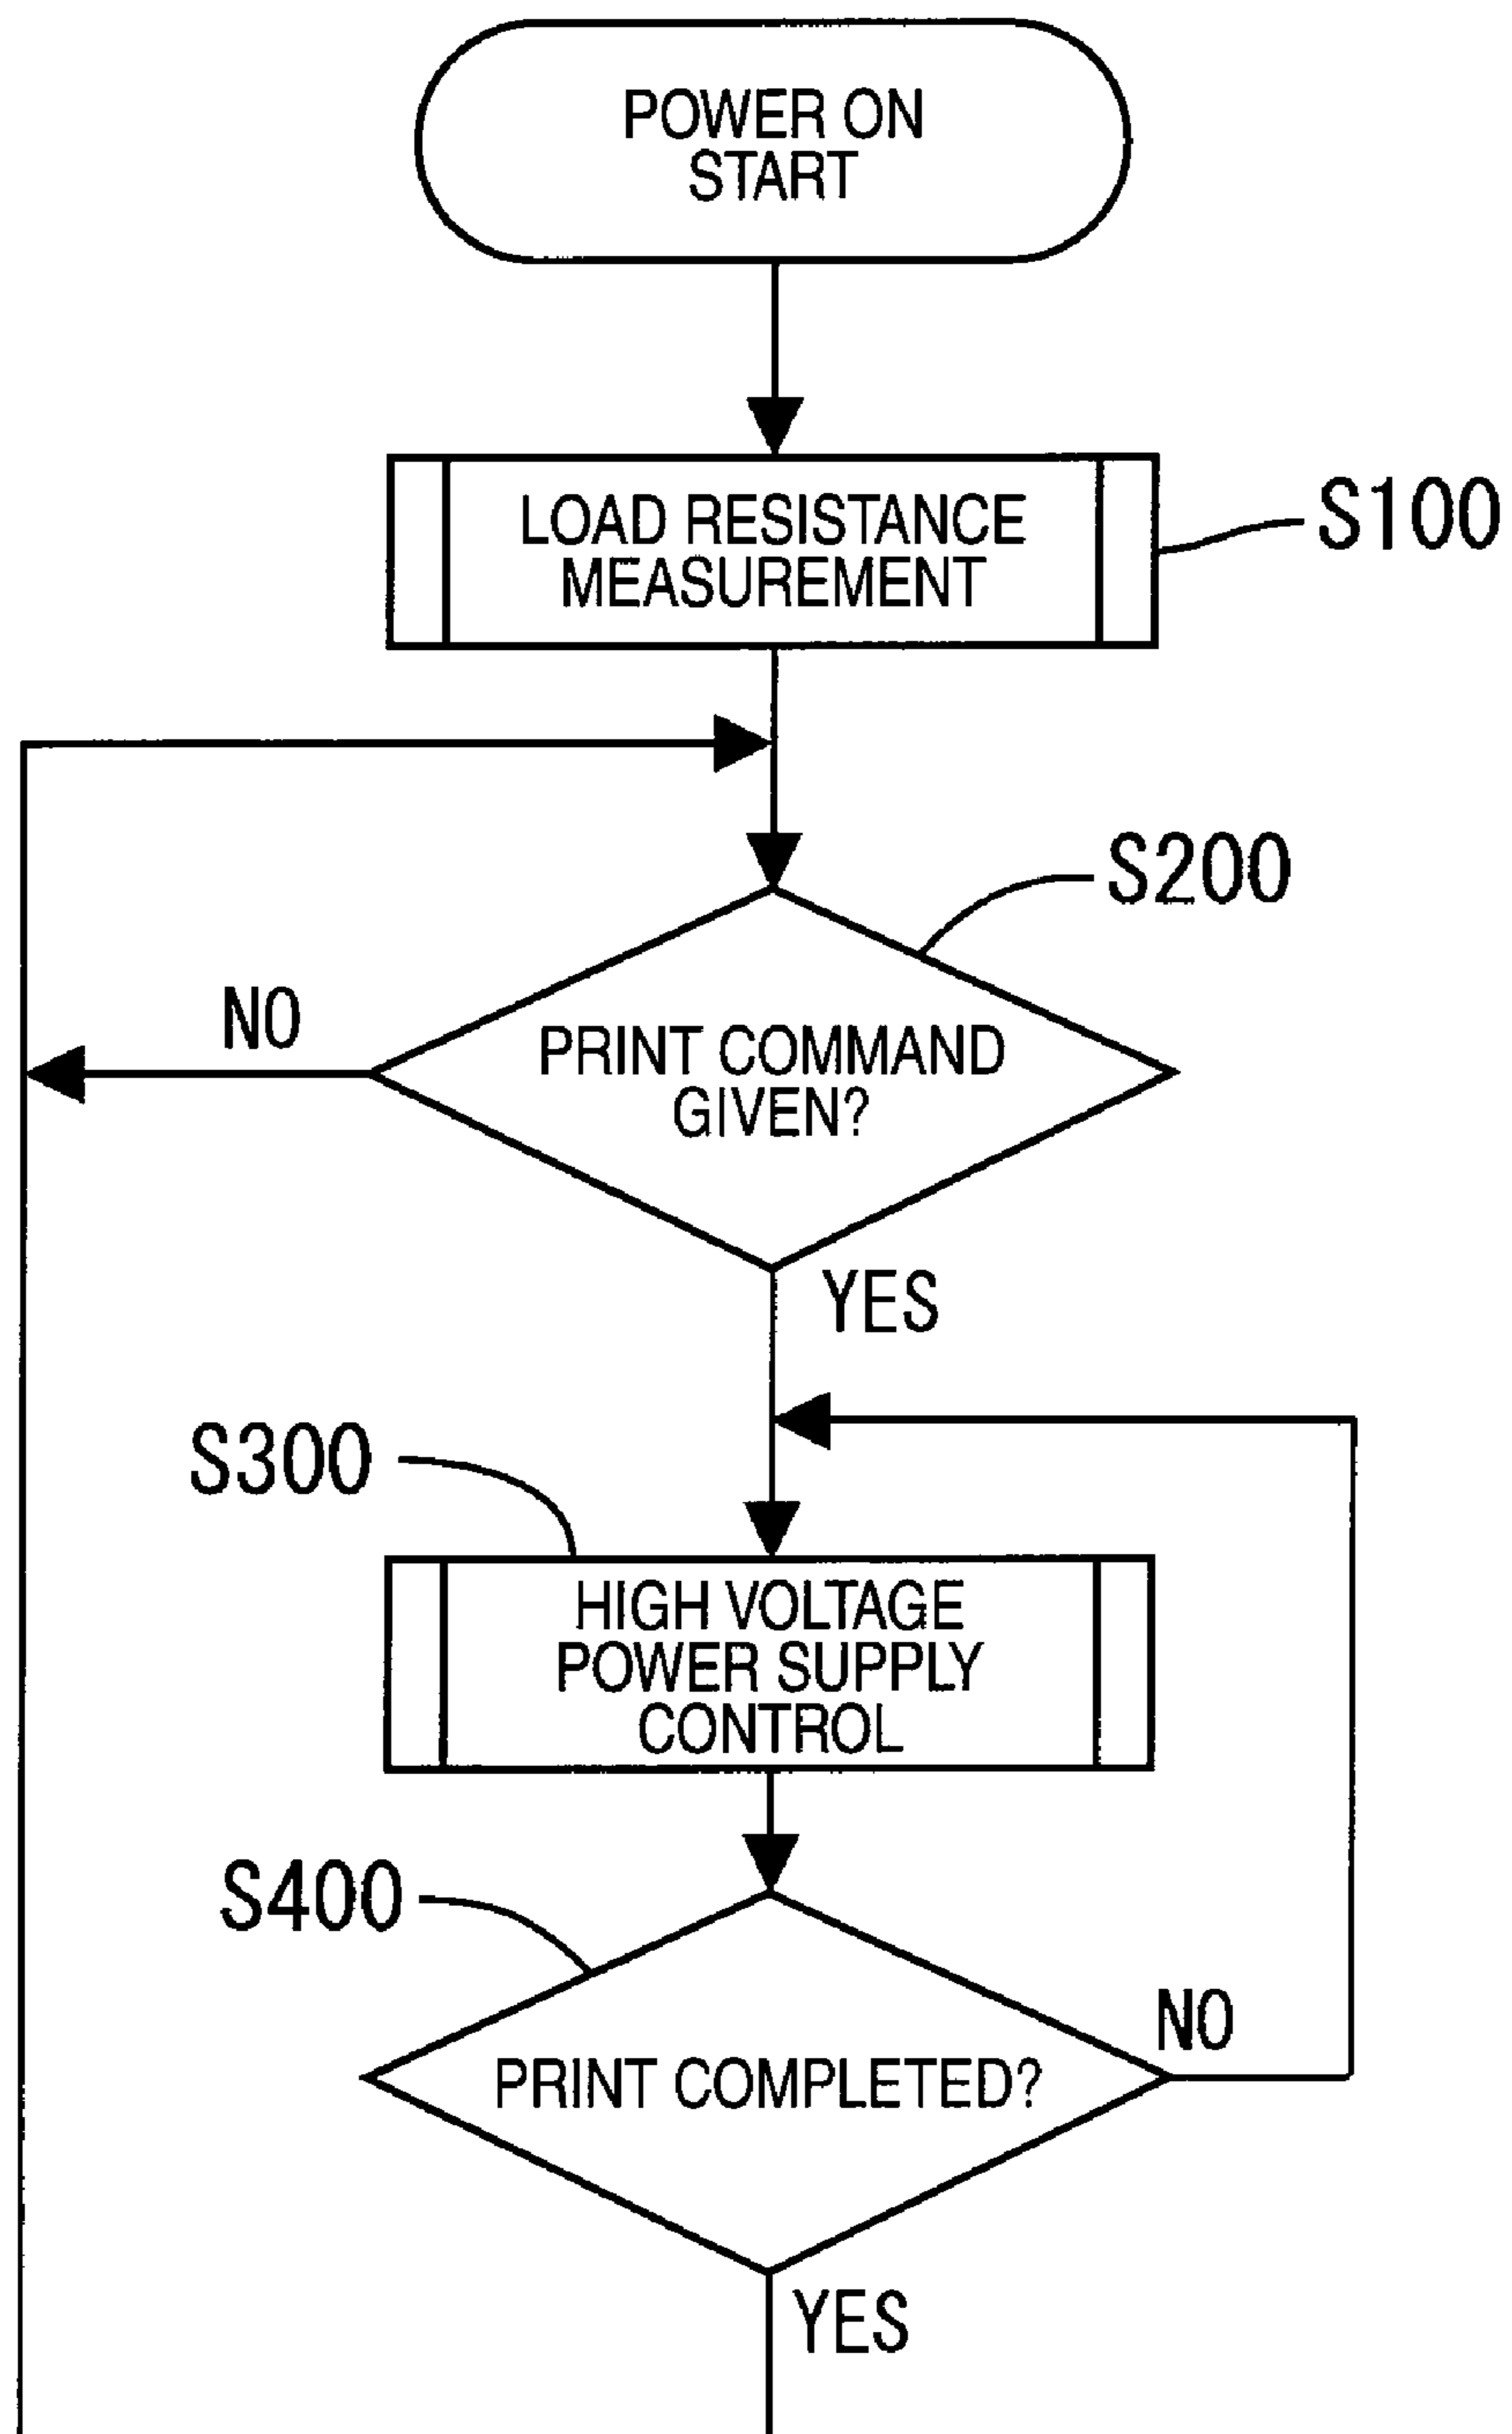 POWER ON
START
LOAD RESISTANCE
MEASUREMENT
S100
S200
NO
PRINT COMMAND
GIVEN?
YES
S300
HIGH VOLTAGE
POWER SUPPLY
CONTROL
S400
NO
PRINT COMPLETED?
YES